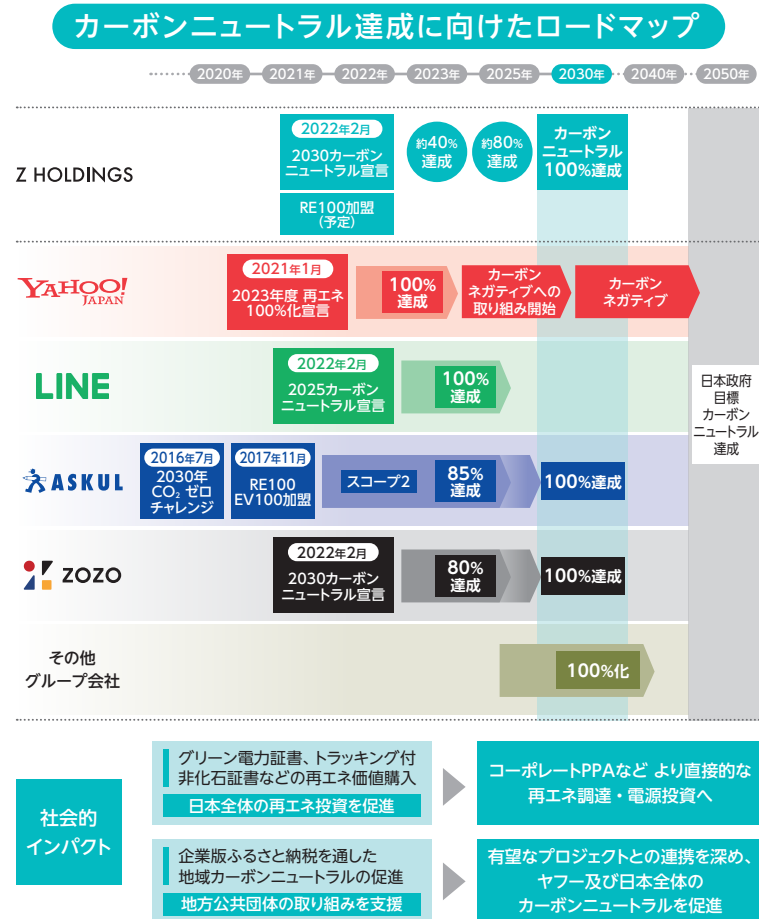 カーボンニュートラル達成に向けたロードマップ
2020年 2021年 2022年 2023年 2025年 2030年 2040年 2050年
Z HOLDINGS
2022年2月
2030カーボン
ニュートラル宣言
RE100加盟
(予定)
約40%
達成
約80%
達成
カーボン
ニュートラル
100%達成
YAHOO!
JAPAN
2021年1月
2023年度 再エネ
100%化宣言
100%
達成
カーボン
ネガティブへの
取り組み開始
カーボン
ネガティブ
LINE
2022年2月
2025カーボン
ニュートラル宣言
100%
達成
日本政府
目標
カーボン
ニュートラル
達成
ASKUL
2016年7月
2030年
CO₂ ゼロ
チャレンジ
2017年11月
RE100
EV100加盟
スコープ2
85%
達成
100%達成
ZOZO
2022年2月
2030カーボン
ニュートラル宣言
80%
達成
100%達成
その他
グループ会社
100%化
社会的
インパクト
グリーン電力証書、トラッキング付
非化石証書などの再エネ価値購入
日本全体の再エネ投資を促進
コーポレートPPAなど より直接的な
再エネ調達・電源投資へ
企業版ふるさと納税を通した
地域カーボンニュートラルの促進
地方公共団体の取り組みを支援
有望なプロジェクトとの連携を深め、
ヤフー及び日本全体の
カーボンニュートラルを促進